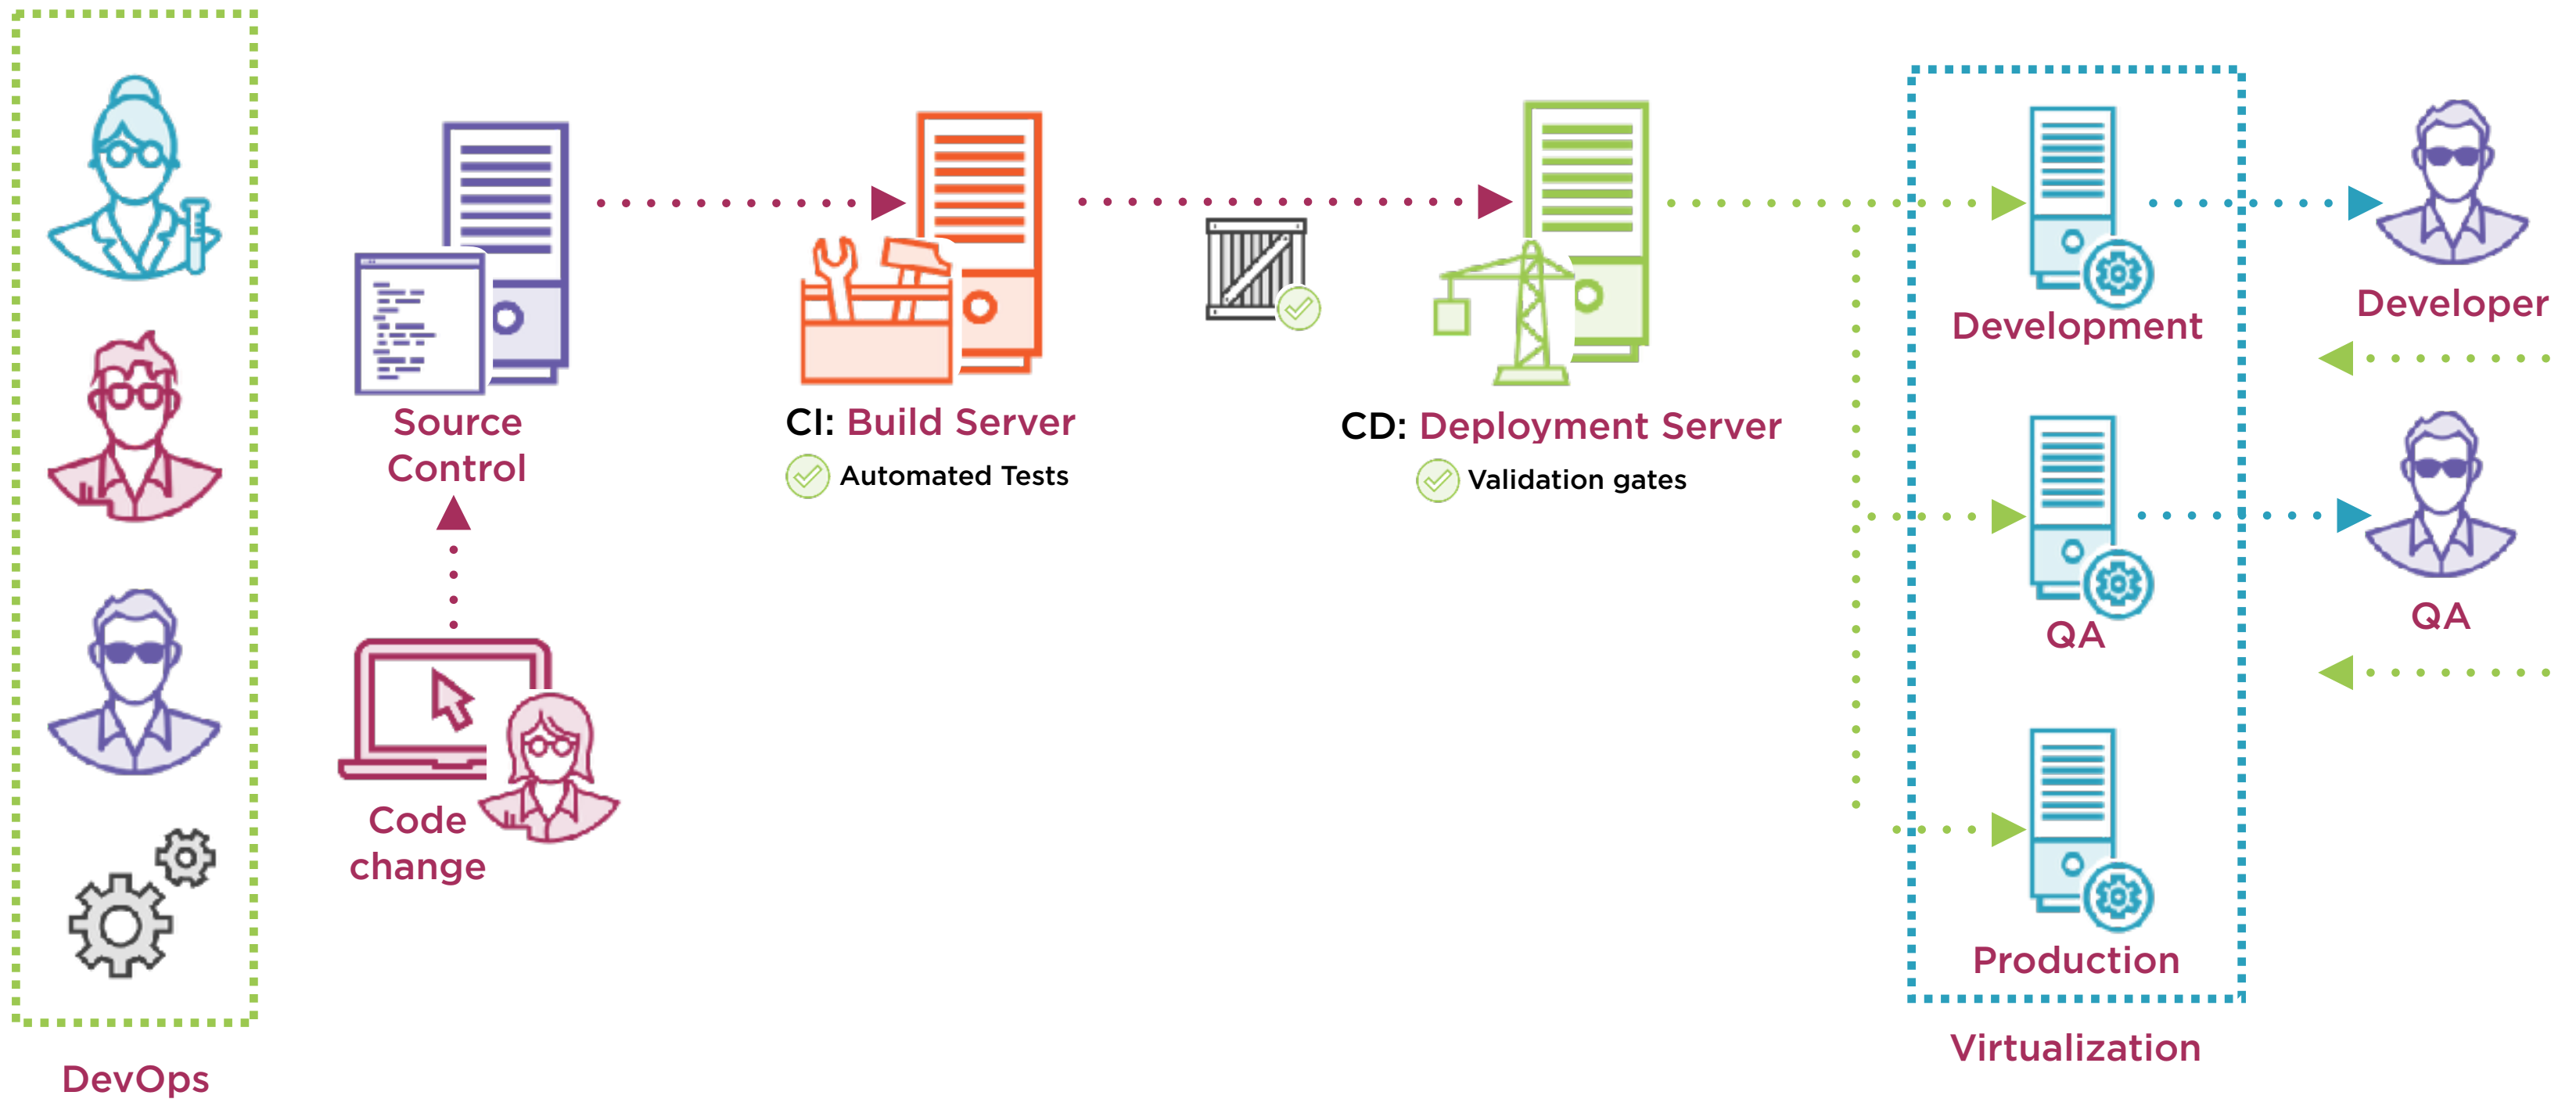 DevOps
Source
Control
Code
change
CI: Build Server
Automated Tests
CD: Deployment Server
Validation gates
Development
QA
Production
Virtualization
Developer
QA